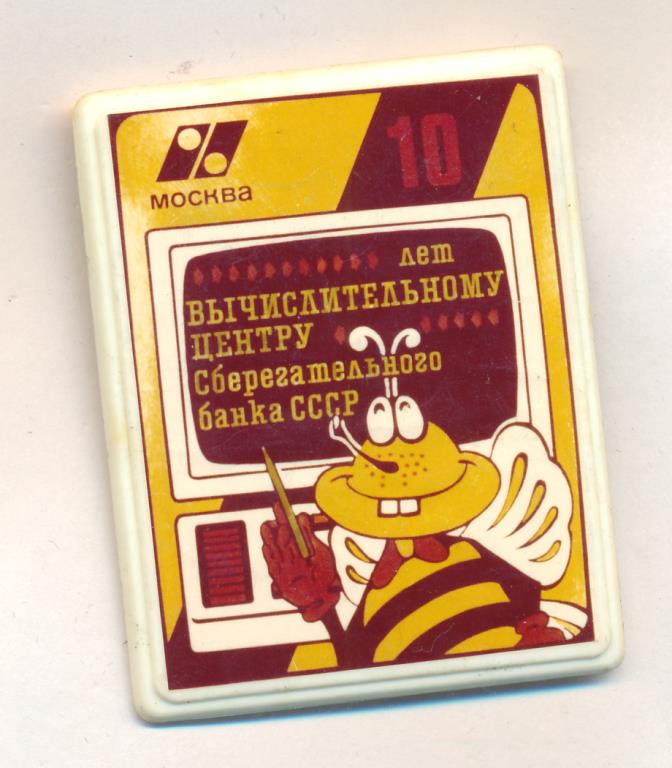 МОСКВа
10
лет
ВЫЧИСЛИТЕЛЬНОМУ
ЦЕНТРУ
Сберегательного
банка СССР